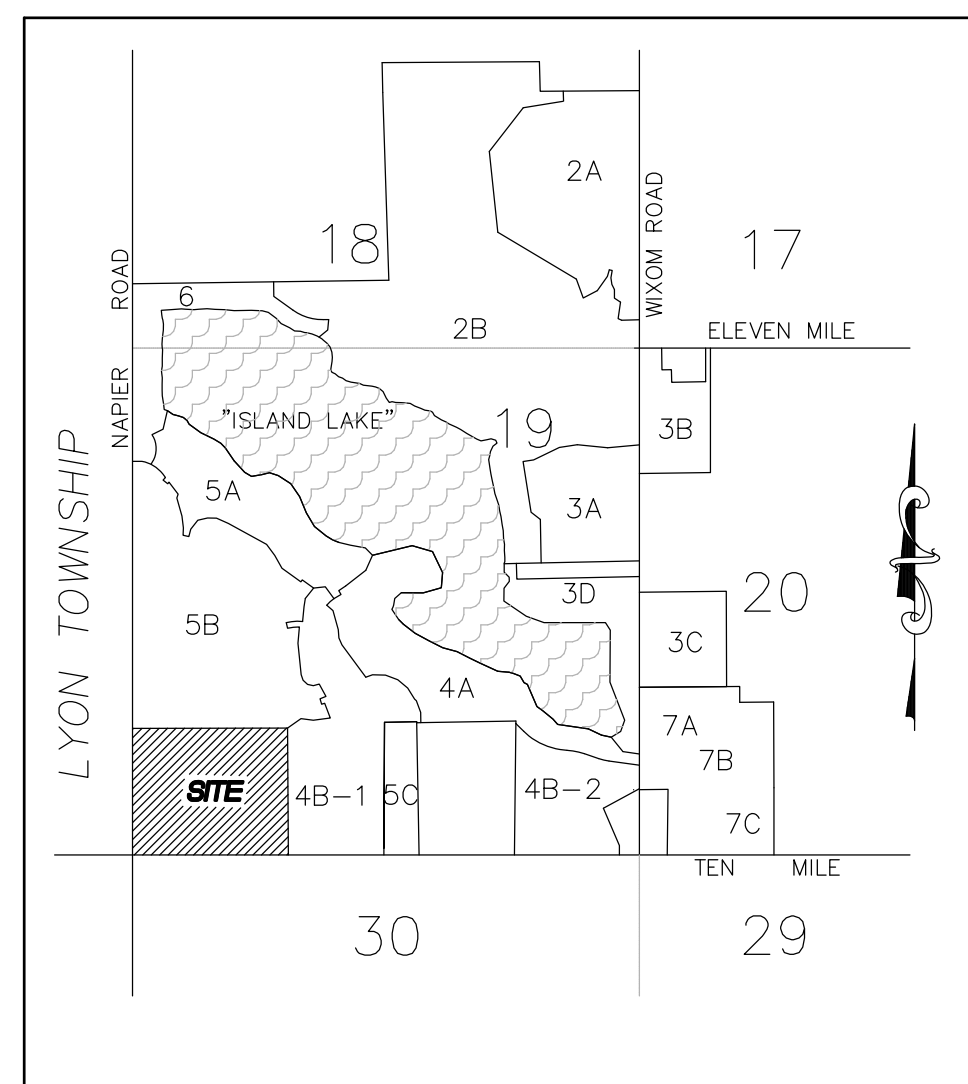 2A
18
WIXOM ROAD
17
NAPIER ROAD
6
2B
ELEVEN MILE
"ISLAND LAKE"
19
3B
LYON TOWNSHIP
5A
3A
3D
20
5B
3C
4A
7A
7B
SITE
4B-1
5C
4B-2
7C
TEN MILE
30
29